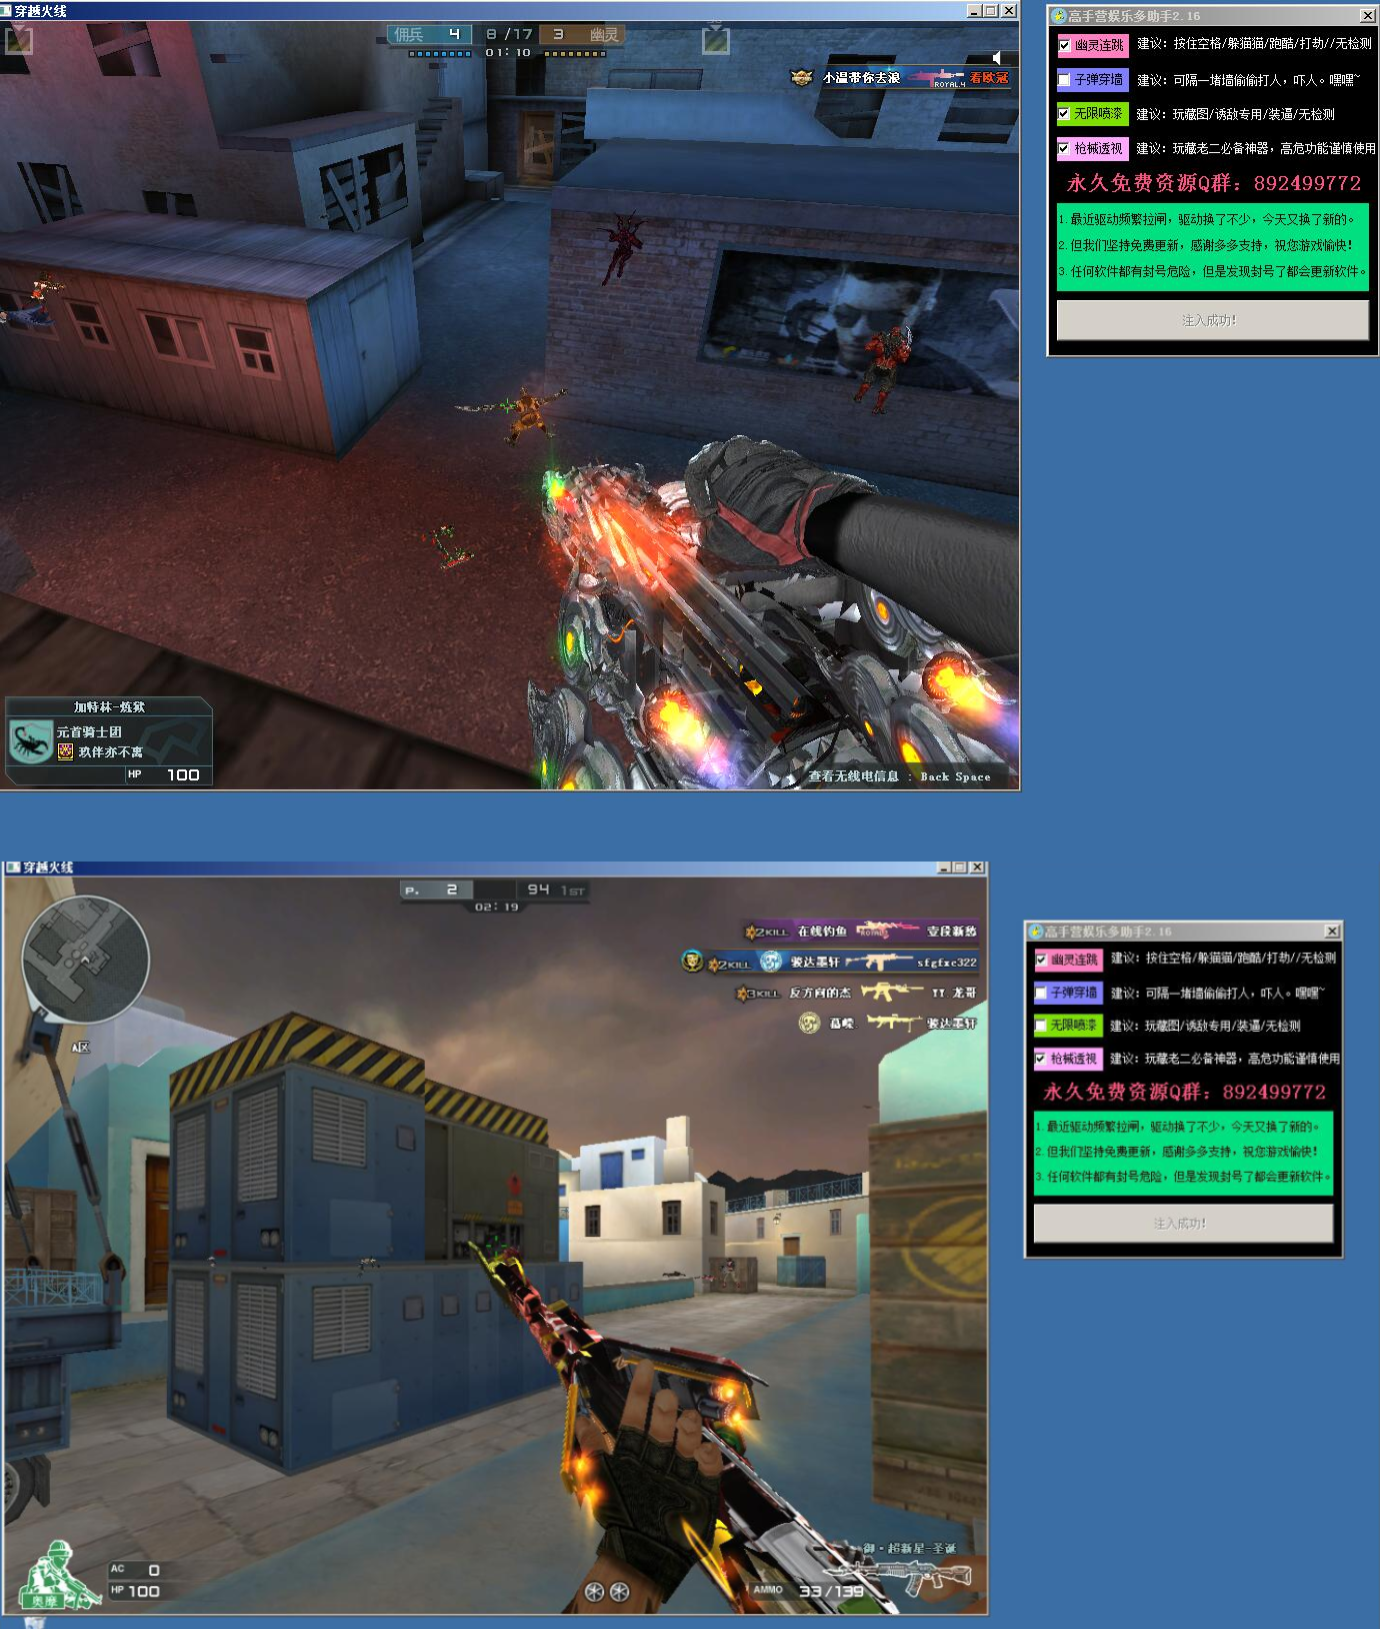 穿越火线
佣兵 4 8/17 3 幽灵
01:10
小温带你去浪 ROYAL.4 看欧冠
加特林-炼狱
元首骑士团
玖伴亦不离
HP 100
查看无线电信息 : Back Space
高手营娱乐多助手2.16
幽灵连跳 建议：按住空格/躲猫猫/跑酷/打劫//无检测
子弹穿墙 建议：可隔一堵墙偷偷打人，吓人。嘿嘿~
无限喷漆 建议：玩藏图/诱敌专用/装逼/无检测
枪械透视 建议：玩藏老二必备神器，高危功能谨慎使用
永久免费资源Q群：892499772
1.最近驱动频繁拉闸，驱动换了不少，今天又换了新的。
2.但我们坚持免费更新，感谢多多支持，祝您游戏愉快！
3.任何软件都有封号危险，但是发现封号了都会更新软件。
注入成功!
穿越火线
P. 2 94 1ST
02:19
2KILL 在线钓鱼 ROYAL 壹段新愁
2KILL 骏达墨轩 sfgfxc322
3KILL 反方向的杰 TT 龙哥
骏达墨轩
A区
AC 0
HP 100
奥摩
AMMO 33/139
高手营娱乐多助手2.16
幽灵连跳 建议：按住空格/躲猫猫/跑酷/打劫//无检测
子弹穿墙 建议：可隔一堵墙偷偷打人，吓人。嘿嘿~
无限喷漆 建议：玩藏图/诱敌专用/装逼/无检测
枪械透视 建议：玩藏老二必备神器，高危功能谨慎使用
永久免费资源Q群：892499772
1.最近驱动频繁拉闸，驱动换了不少，今天又换了新的。
2.但我们坚持免费更新，感谢多多支持，祝您游戏愉快！
3.任何软件都有封号危险，但是发现封号了都会更新软件。
注入成功!